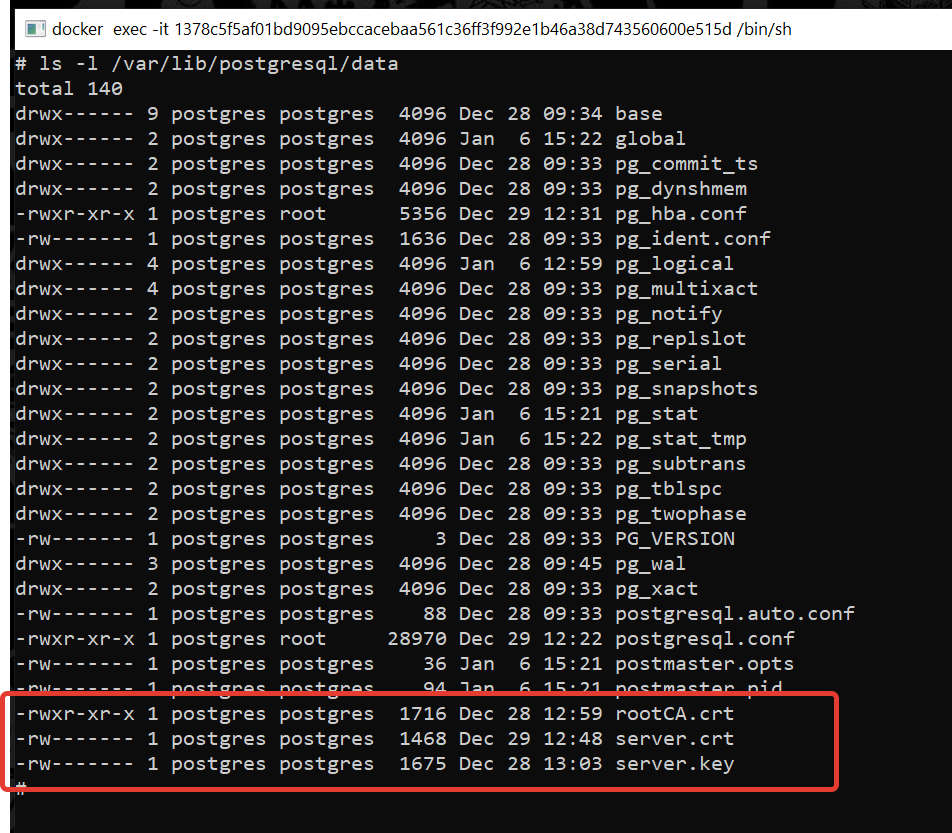 docker  exec -it 1378c5f5af01bd9095ebccacebaa561c36ff3f992e1b46a38d743560600e515d /bin/sh
# ls -l /var/lib/postgresql/data
total 140
drwx------ 9 postgres postgres  4096 Dec 28 09:34 base
drwx------ 2 postgres postgres  4096 Jan  6 15:22 global
drwx------ 2 postgres postgres  4096 Dec 28 09:33 pg_commit_ts
drwx------ 2 postgres postgres  4096 Dec 28 09:33 pg_dynshmem
-rwxr-xr-x 1 postgres root      5356 Dec 29 12:31 pg_hba.conf
-rw------- 1 postgres postgres  1636 Dec 28 09:33 pg_ident.conf
drwx------ 4 postgres postgres  4096 Jan  6 12:59 pg_logical
drwx------ 4 postgres postgres  4096 Dec 28 09:33 pg_multixact
drwx------ 2 postgres postgres  4096 Dec 28 09:33 pg_notify
drwx------ 2 postgres postgres  4096 Dec 28 09:33 pg_replslot
drwx------ 2 postgres postgres  4096 Dec 28 09:33 pg_serial
drwx------ 2 postgres postgres  4096 Dec 28 09:33 pg_snapshots
drwx------ 2 postgres postgres  4096 Jan  6 15:21 pg_stat
drwx------ 2 postgres postgres  4096 Jan  6 15:22 pg_stat_tmp
drwx------ 2 postgres postgres  4096 Dec 28 09:33 pg_subtrans
drwx------ 2 postgres postgres  4096 Dec 28 09:33 pg_tblspc
drwx------ 2 postgres postgres  4096 Dec 28 09:33 pg_twophase
-rw------- 1 postgres postgres     3 Dec 28 09:33 PG_VERSION
drwx------ 3 postgres postgres  4096 Dec 28 09:45 pg_wal
drwx------ 2 postgres postgres  4096 Dec 28 09:33 pg_xact
-rw------- 1 postgres postgres    88 Dec 28 09:33 postgresql.auto.conf
-rwxr-xr-x 1 postgres root     28970 Dec 29 12:22 postgresql.conf
-rw------- 1 postgres postgres    36 Jan  6 15:21 postmaster.opts
-rw------- 1 postgres postgres    94 Jan  6 15:21 postmaster.pid
-rwxr-xr-x 1 postgres postgres  1716 Dec 28 12:59 rootCA.crt
-rw------- 1 postgres postgres  1468 Dec 29 12:48 server.crt
-rw------- 1 postgres postgres  1675 Dec 28 13:03 server.key
#